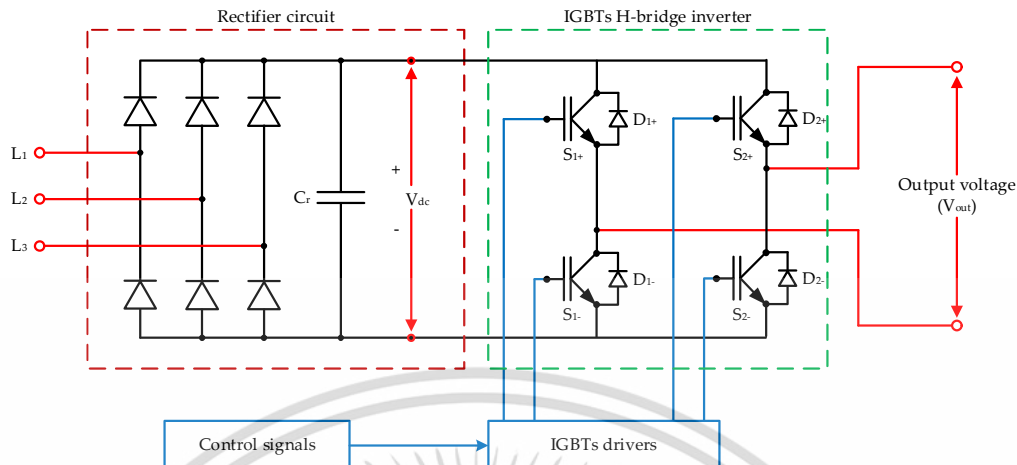 Rectifier circuit
IGBTs H-bridge inverter
L1
L2
L3
Cr
+
Vdc
-
S1+
D1+
S2+
D2+
S1-
D1-
S2-
D2-
Output voltage
(Vout)
Control signals
IGBTs drivers